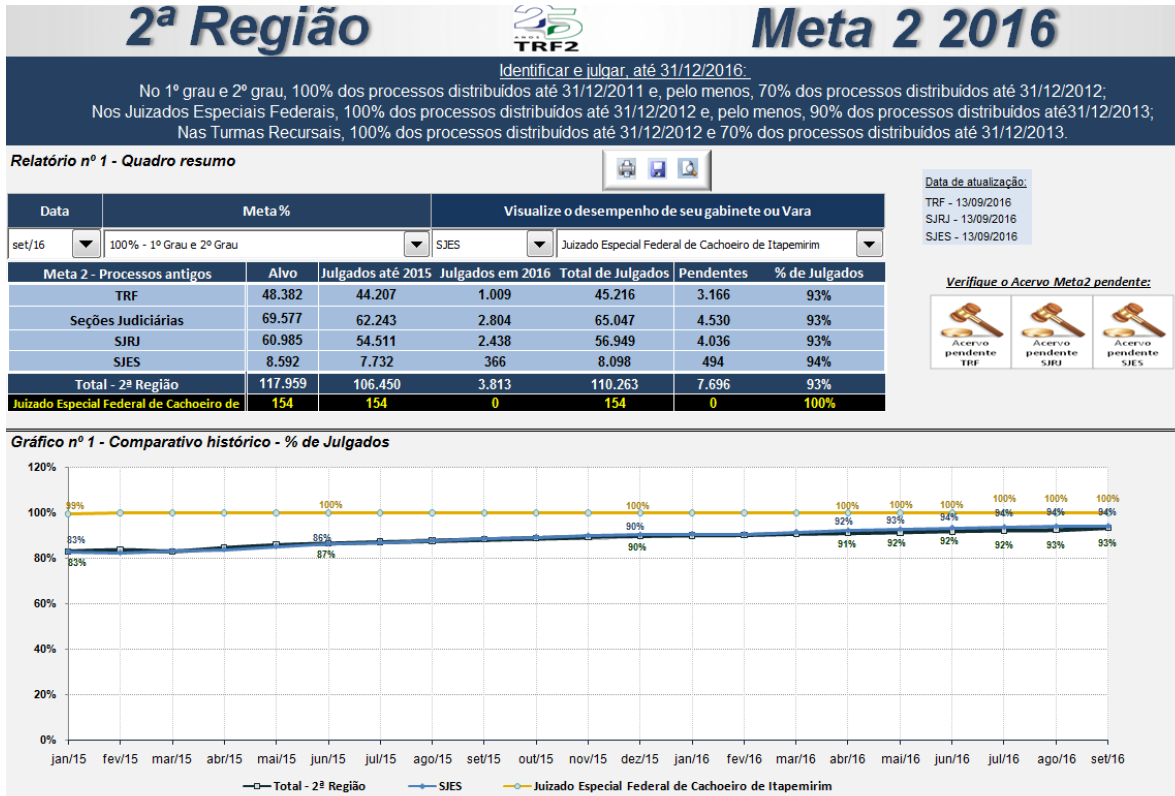 2ª Região
25
ANOS
TRF2
Meta 2 2016
Identificar e julgar, até 31/12/2016:
No 1º grau e 2º grau, 100% dos processos distribuídos até 31/12/2011 e, pelo menos, 70% dos processos distribuídos até 31/12/2012;
Nos Juizados Especiais Federais, 100% dos processos distribuídos até 31/12/2012 e, pelo menos, 90% dos processos distribuídos até31/12/2013;
Nas Turmas Recursais, 100% dos processos distribuídos até 31/12/2012 e 70% dos processos distribuídos até 31/12/2013.
Relatório nº 1 - Quadro resumo
Data de atualização:
TRF - 13/09/2016
SJRJ - 13/09/2016
SJES - 13/09/2016
Data Meta% Visualize o desempenho de seu gabinete ou Vara
set/16 100% - 1º Grau e 2º Grau SJES Juizado Especial Federal de Cachoeiro de Itapemirim
Meta 2 - Processos antigos Alvo Julgados até 2015 Julgados em 2016 Total de Julgados Pendentes % de Julgados
TRF 48.382 44.207 1.009 45.216 3.166 93%
Seções Judiciárias 69.577 62.243 2.804 65.047 4.530 93%
SJRJ 60.985 54.511 2.438 56.949 4.036 93%
SJES 8.592 7.732 366 8.098 494 94%
Total - 2ª Região 117.959 106.450 3.813 110.263 7.696 93%
Juizado Especial Federal de Cachoeiro de 154 154 0 154 0 100%
Verifique o Acervo Meta2 pendente:
Acervo pendente TRF
Acervo pendente SJRJ
Acervo pendente SJES
Gráfico nº 1 - Comparativo histórico - % de Julgados
120%
100%
80%
60%
40%
20%
0%
99% 100% 100% 100% 100% 100% 100% 100% 100%
83% 86% 90% 92% 93% 94% 94% 94% 94%
83% 87% 90% 91% 92% 92% 92% 93% 93%
jan/15 fev/15 mar/15 abr/15 mai/15 jun/15 jul/15 ago/15 set/15 out/15 nov/15 dez/15 jan/16 fev/16 mar/16 abr/16 mai/16 jun/16 jul/16 ago/16 set/16
Total - 2ª Região SJES Juizado Especial Federal de Cachoeiro de Itapemirim